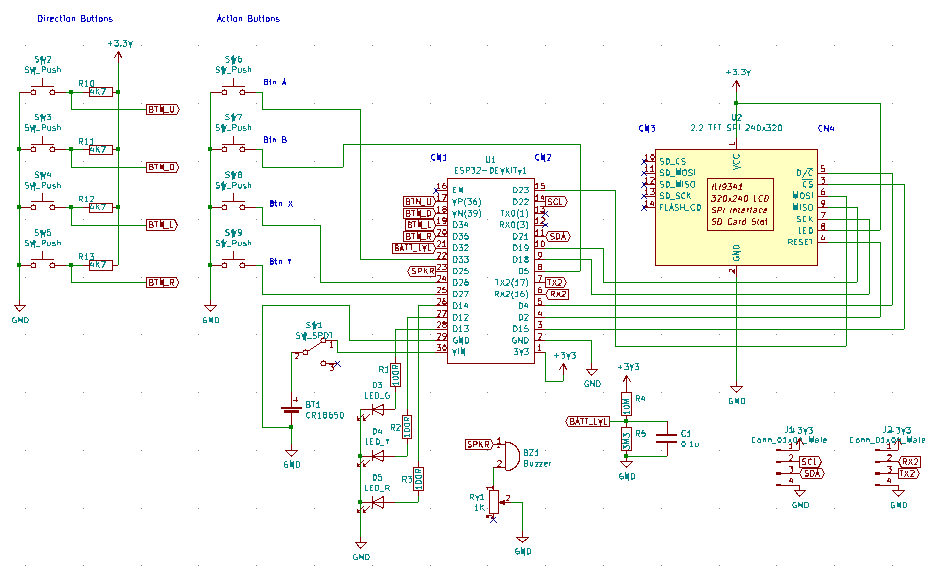 Direction Buttons
Action Buttons
+3.3V
SW2
SW_Push
R10
4K7
BTN_U
SW3
SW_Push
R11
4K7
BTN_D
SW4
SW_Push
R12
4K7
BTN_L
SW5
SW_Push
R13
4K7
BTN_R
GND
SW6
SW_Push
Btn A
SW7
SW_Push
Btn B
SW8
SW_Push
Btn X
SW9
SW_Push
Btn Y
GND
CN1
U1
CN2
ESP32-DEVKITV1
16 EN
BTN_U 17 VP(36)
BTN_D 18 VN(39)
BTN_L 19 D34
BTN_R 20 D35
BATT_LVL 21 D32
22 D33
SPKR 23 D25
24 D26
25 D27
26 D14
27 D12
28 D13
29 GND
30 VIN
D23 15
D22 14 SCL
TX0(1) 13
RX0(3) 12
D21 11 SDA
D19 10
D18 9
D5 8
TX2(17) 7 TX2
RX2(16) 6 RX2
D4 5
D2 4
D15 3
GND 2
3V3 1
+3V3
GND
+3.3V
U2
2.2 TFT SPI 240x320
CN3
CN4
1
VCC
10 SD_CS
11 SD_MOSI
12 SD_MISO
13 SD_SCK
14 FLASH_CD
ILI9341
320x240 LCD
SPI Interface
SD Card Slot
D/C 5
CS 3
MOSI 6
MISO 9
SCK 7
LED 8
RESET 4
GND
2
GND
SW1
SW_SPDT
1
2
3
BT1
CR18650
+
GND
R1
100R
D3
LED_G
R2
100R
D4
LED_Y
R3
100R
D5
LED_R
GND
SPKR 1
2
BZ1
Buzzer
RV1
1K
2
GND
+3V3
R4
10M
BATT_LVL
R5
3M3
C1
0.1u
GND
J1
+3V3
Conn_01x04_Male
1
2 SCL
3 SDA
4
GND
J2
+3V3
Conn_01x04_Male
1
2 RX2
3 TX2
4
GND